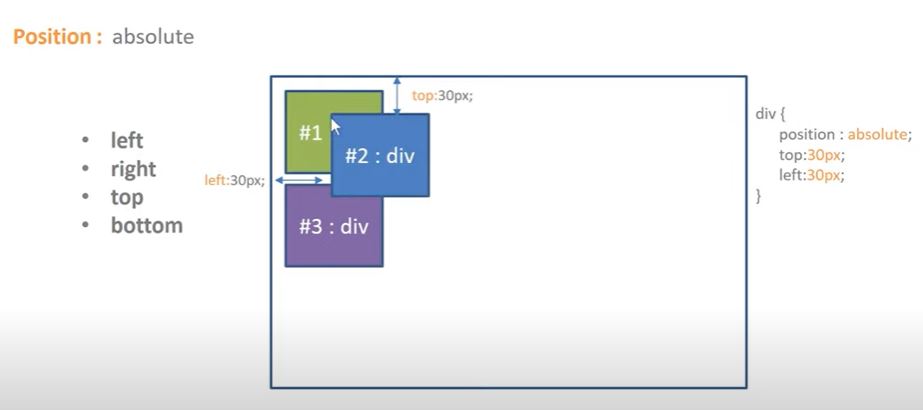 Position : absolute
• left
• right
• top
• bottom
#1
#2 : div
#3 : div
top:30px;
left:30px;
div {
position : absolute;
top:30px;
left:30px;
}